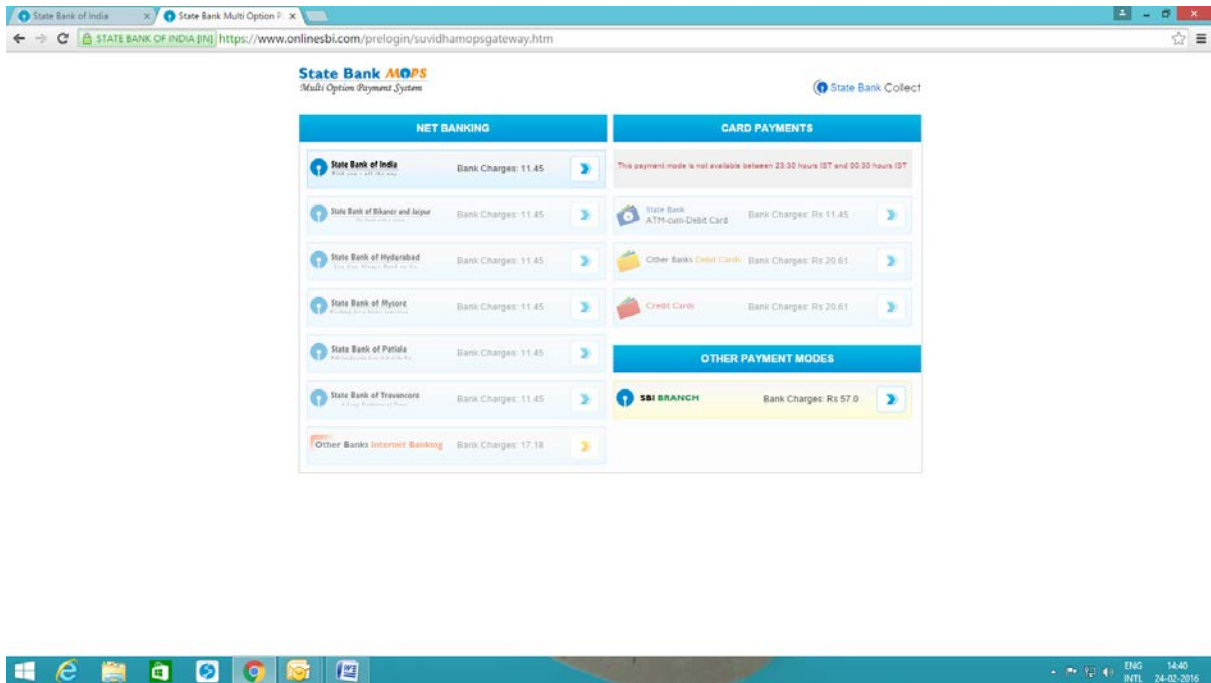 State Bank of India
State Bank Multi Option P
STATE BANK OF INDIA [IN] https://www.onlinesbi.com/prelogin/suvidhamopsgateway.htm
State Bank MOPS
Multi Option Payment System
State Bank Collect
NET BANKING
State Bank of India
Bank Charges: 11.45
State Bank of Bikaner and Jaipur
Bank Charges: 11.45
State Bank of Hyderabad
Bank Charges: 11.45
State Bank of Mysore
Bank Charges: 11.45
State Bank of Patiala
Bank Charges: 11.45
State Bank of Travancore
Bank Charges: 11.45
Other Banks Internet Banking
Bank Charges: 17.18
CARD PAYMENTS
This payment mode is not available between 23:30 hours IST and 00:30 hours IST
State Bank
ATM-cum-Debit Card
Bank Charges: Rs 11.45
Other Banks Debit Cards
Bank Charges: Rs 20.61
Credit Cards
Bank Charges: Rs 20.61
OTHER PAYMENT MODES
SBI BRANCH
Bank Charges: Rs 57.0
ENG
INTL
14:40
24-02-2016